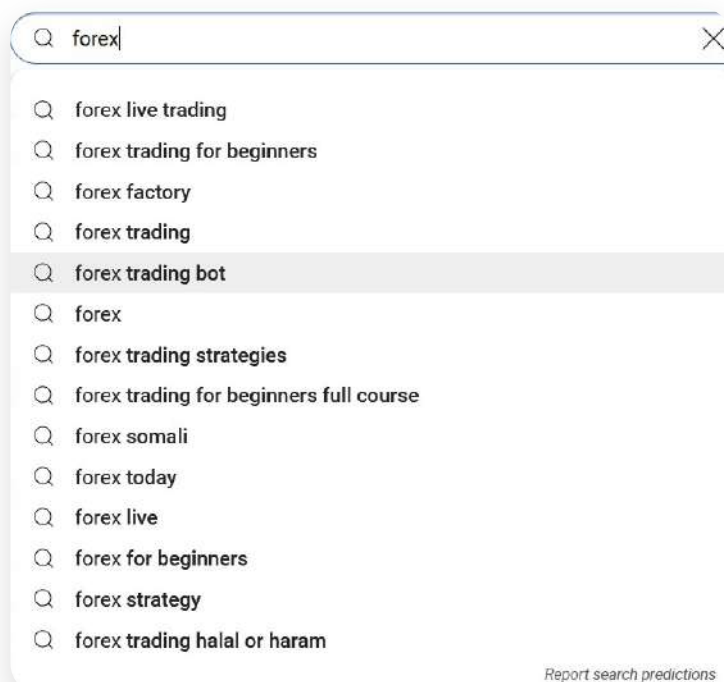 forex
forex live trading
forex trading for beginners
forex factory
forex trading
forex trading bot
forex
forex trading strategies
forex trading for beginners full course
forex somali
forex today
forex live
forex for beginners
forex strategy
forex trading halal or haram
Report search predictions